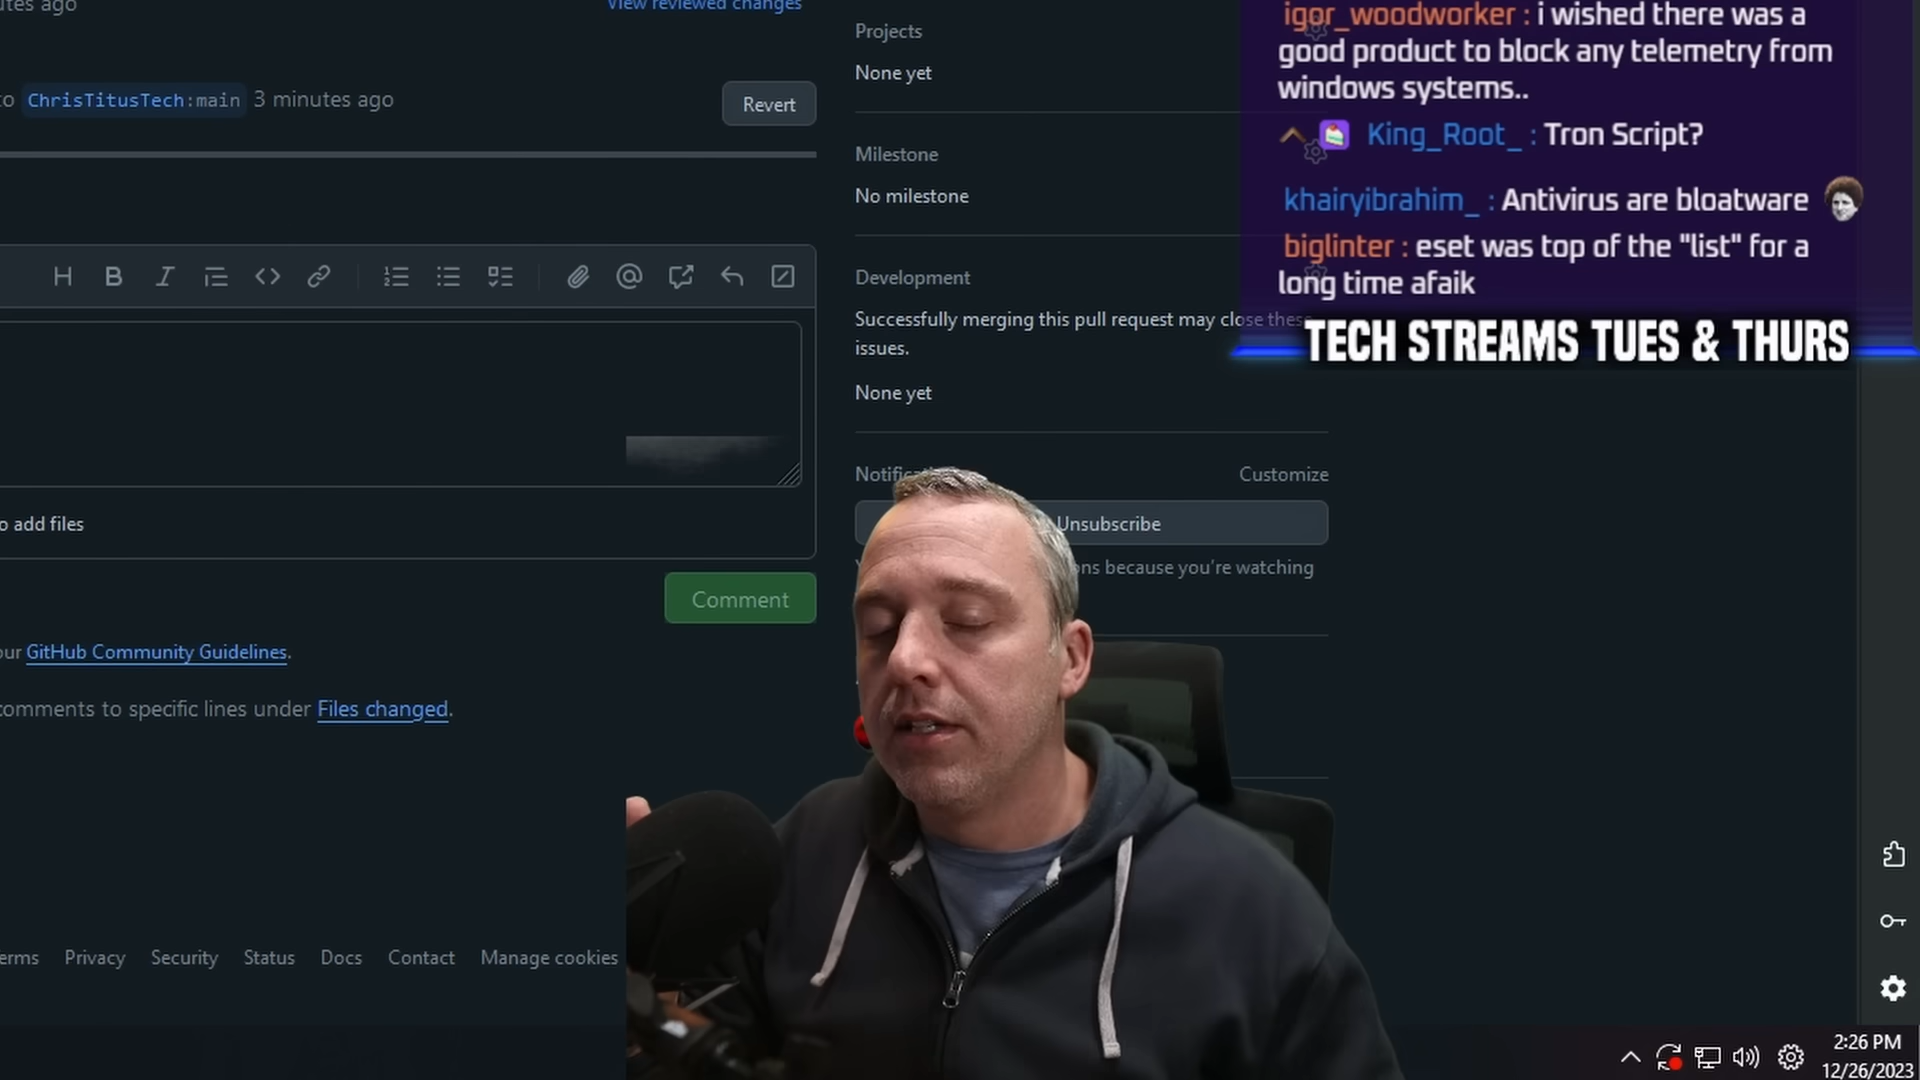 utes ago
View reviewed changes
to ChrisTitusTech:main 3 minutes ago
Revert
o add files
Comment
our GitHub Community Guidelines.
comments to specific lines under Files changed.
erms Privacy Security Status Docs Contact Manage cookies
Projects
None yet
Milestone
No milestone
Development
Successfully merging this pull request may close these
issues.
None yet
Customize
Unsubscribe
ons because you're watching
igor_woodworker : i wished there was a
good product to block any telemetry from
windows systems..
King_Root_ : Tron Script?
khairyibrahim_ : Antivirus are bloatware
biglinter : eset was top of the "list" for a
long time afaik
TECH STREAMS TUES & THURS
2:26 PM
12/26/2023